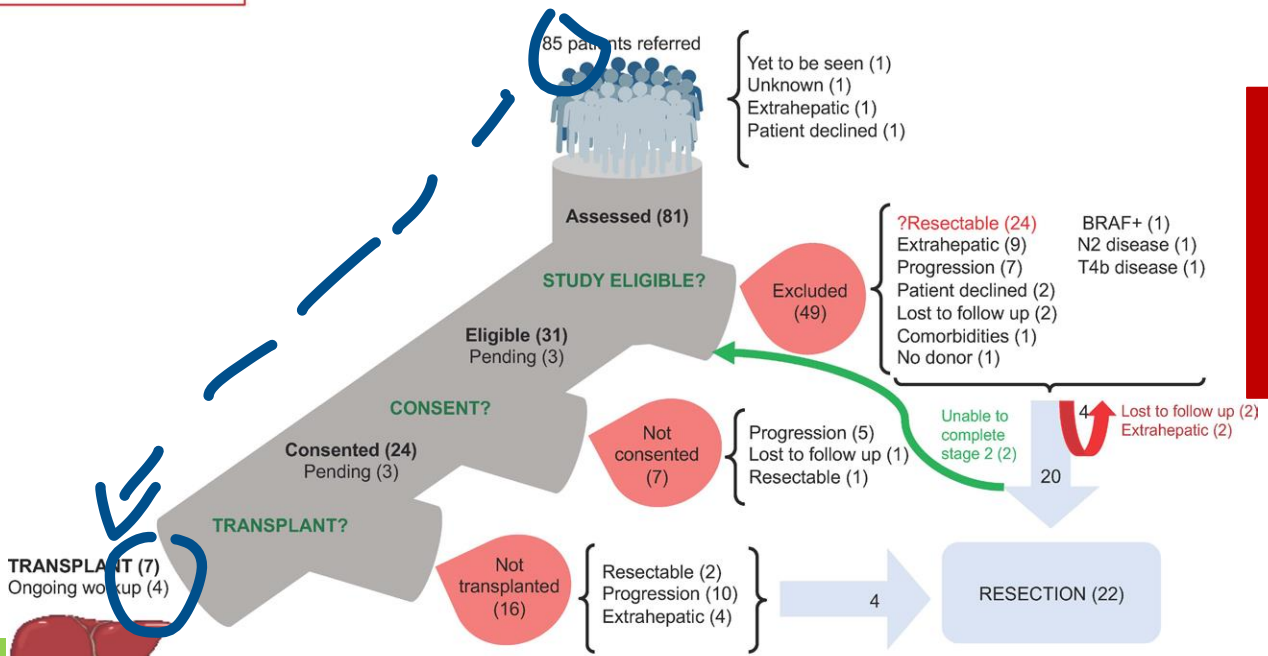 85 patients referred
Yet to be seen (1)
Unknown (1)
Extrahepatic (1)
Patient declined (1)
Assessed (81)
STUDY ELIGIBLE?
Excluded
(49)
?Resectable (24)
Extrahepatic (9)
Progression (7)
Patient declined (2)
Lost to follow up (2)
Comorbidities (1)
No donor (1)
BRAF+ (1)
N2 disease (1)
T4b disease (1)
Eligible (31)
Pending (3)
CONSENT?
Not
consented
(7)
Progression (5)
Lost to follow up (1)
Resectable (1)
Unable to
complete
stage 2 (2)
4
Lost to follow up (2)
Extrahepatic (2)
20
Consented (24)
Pending (3)
TRANSPLANT?
Not
transplanted
(16)
Resectable (2)
Progression (10)
Extrahepatic (4)
4
RESECTION (22)
TRANSPLANT (7)
Ongoing workup (4)